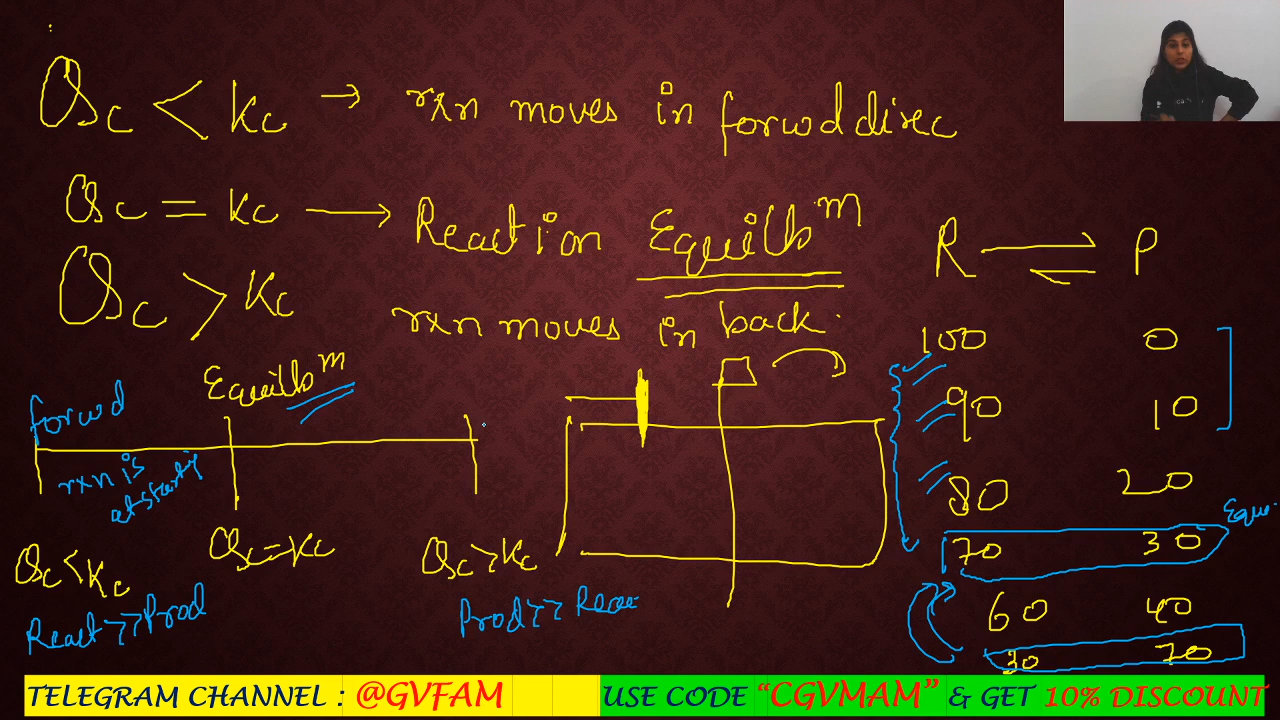 Qc < Kc → rxn moves in forwd direc
Qc = Kc → Reaction Equilbᵐ
Qc > Kc rxn moves in back.
R ⇌ P
100 0
90 10
80 20
70 30 Equi.
60 40
30 70
forwd Equilbᵐ
rxn is
at starting
Qc < Kc Qc = Kc Qc > Kc
React >> Prod Prod >> Reac
TELEGRAM CHANNEL : @GVFAM USE CODE “CGVMAM” & GET 10% DISCOUNT